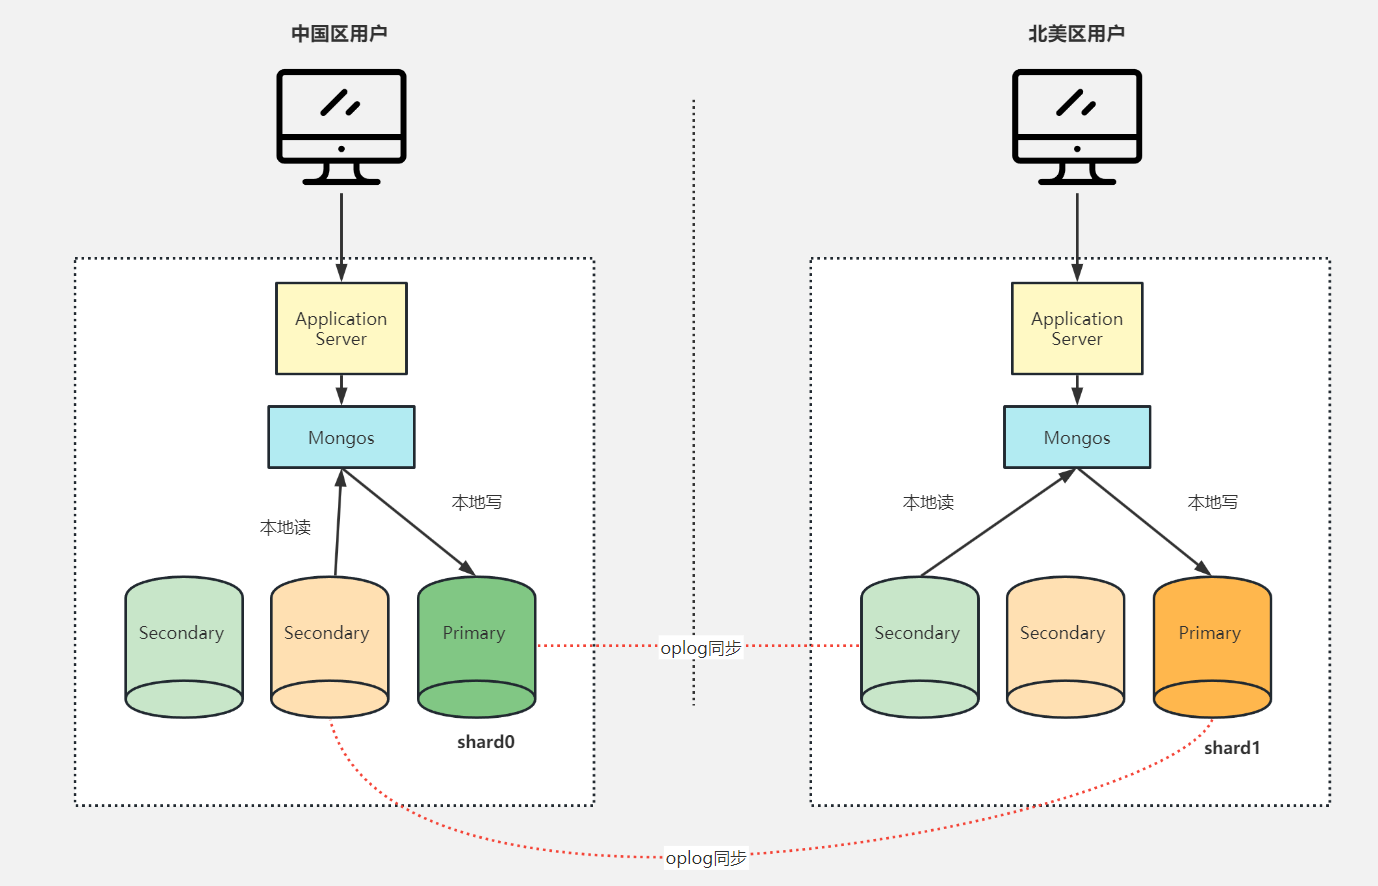 中国区用户
北美区用户
Application
Server
Application
Server
Mongos
Mongos
本地读
本地写
本地读
本地写
Secondary
Secondary
Primary
oplog同步
Secondary
Secondary
Primary
shard0
shard1
oplog同步